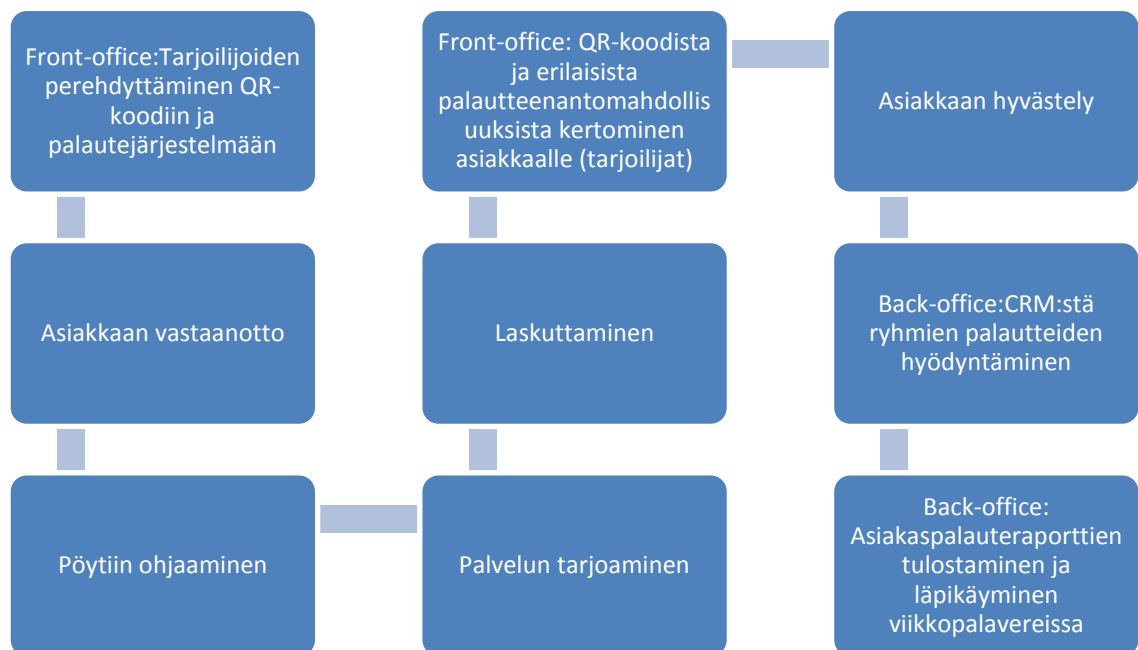 Front-office:Tarjoilijoiden
perehdyttäminen QR-
koodiin ja
palautejärjestelmään
Asiakkaan vastaanotto
Pöytiin ohjaaminen
Palvelun tarjoaminen
Laskuttaminen
Front-office: QR-koodista
ja erilaisista
palautteenantomahdollis
uuksista kertominen
asiakkaalle (tarjoilijat)
Asiakkaan hyvästely
Back-office:CRM:stä
ryhmien palautteiden
hyödyntäminen
Back-office:
Asiakaspalauteraporttien
tulostaminen ja
läpikäyminen
viikkopalavereissa